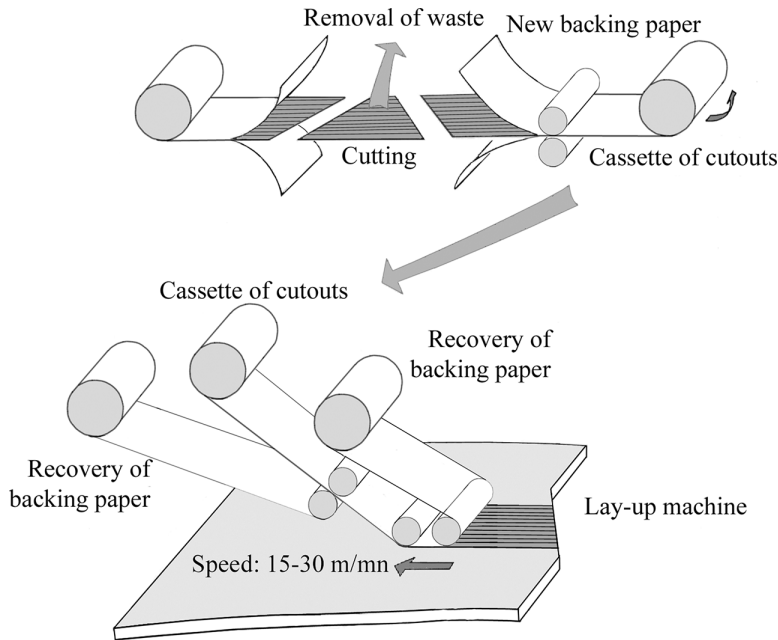 Removal of waste
New backing paper
Cutting
Cassette of cutouts
Cassette of cutouts
Recovery of
backing paper
Recovery of
backing paper
Lay-up machine
Speed: 15-30 m/mn